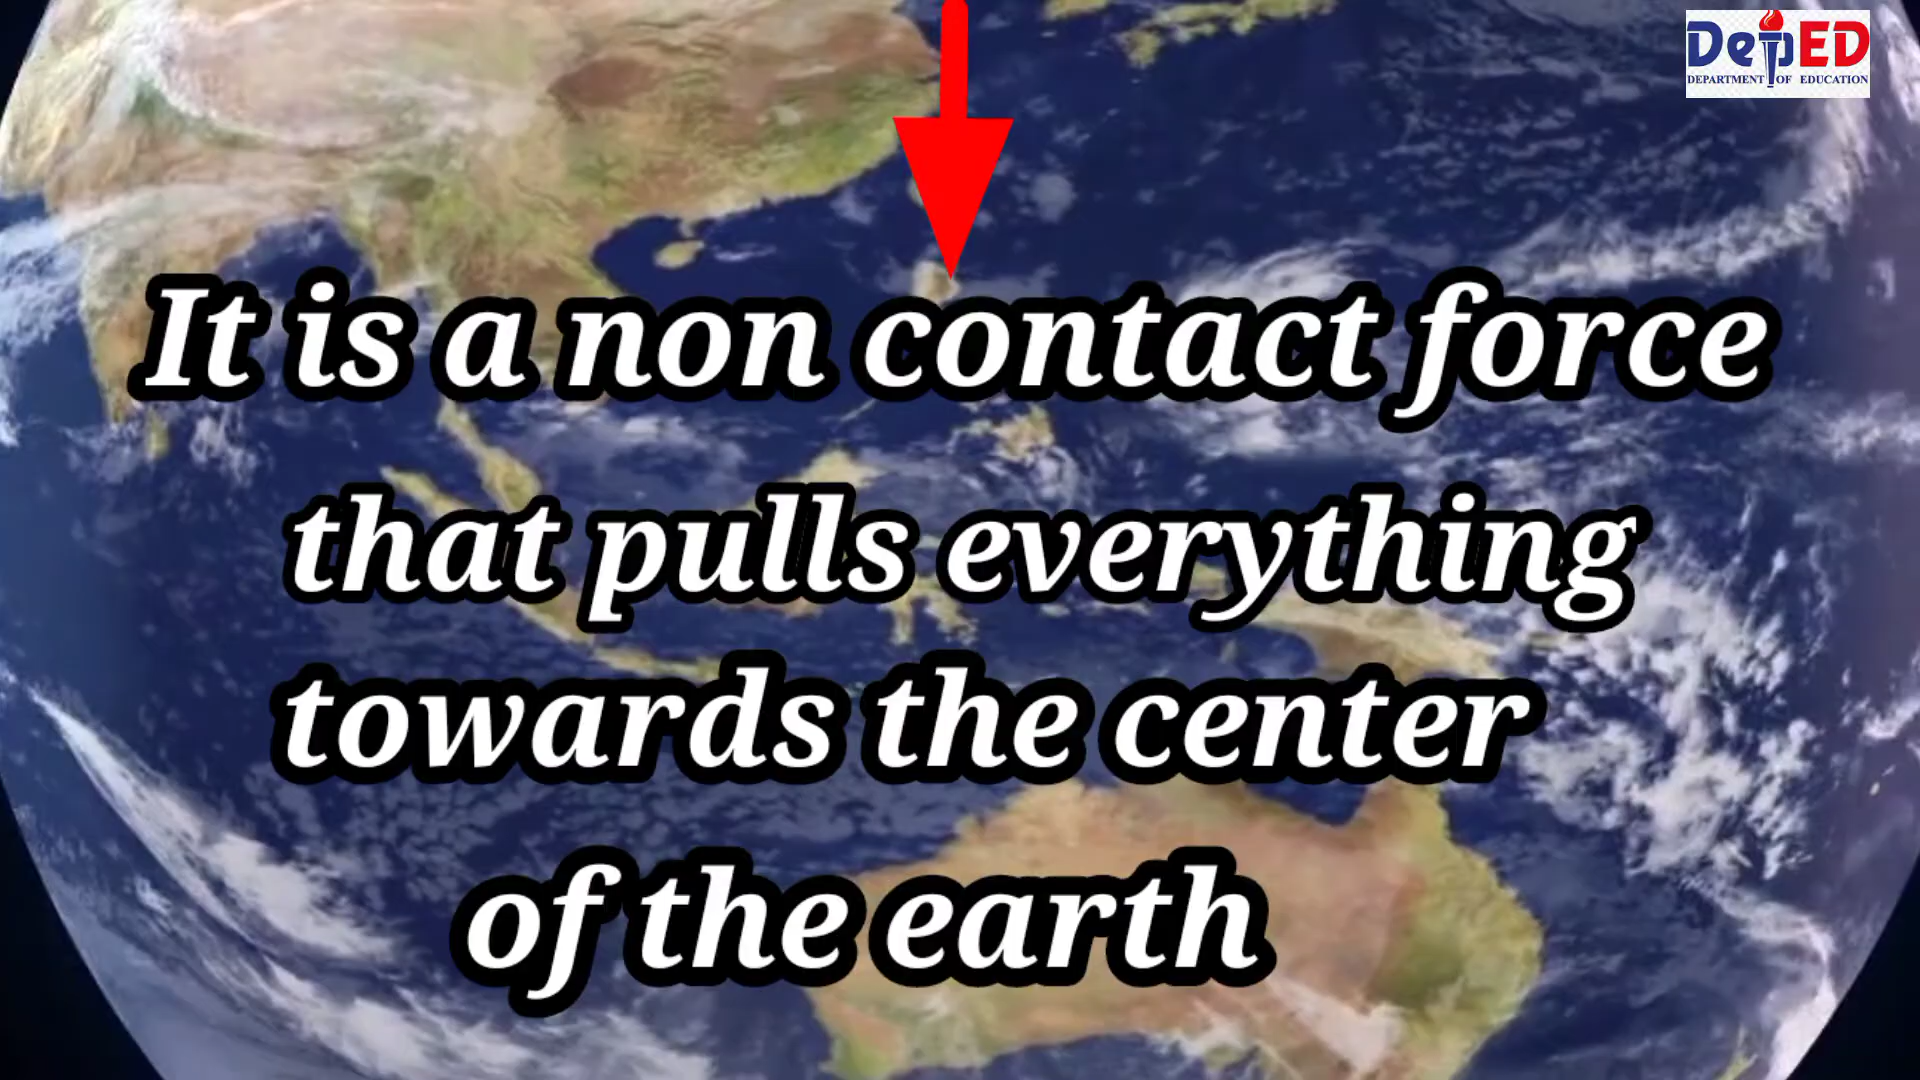 DepED
DEPARTMENT OF EDUCATION
It is a non contact force
that pulls everything
towards the center
of the earth